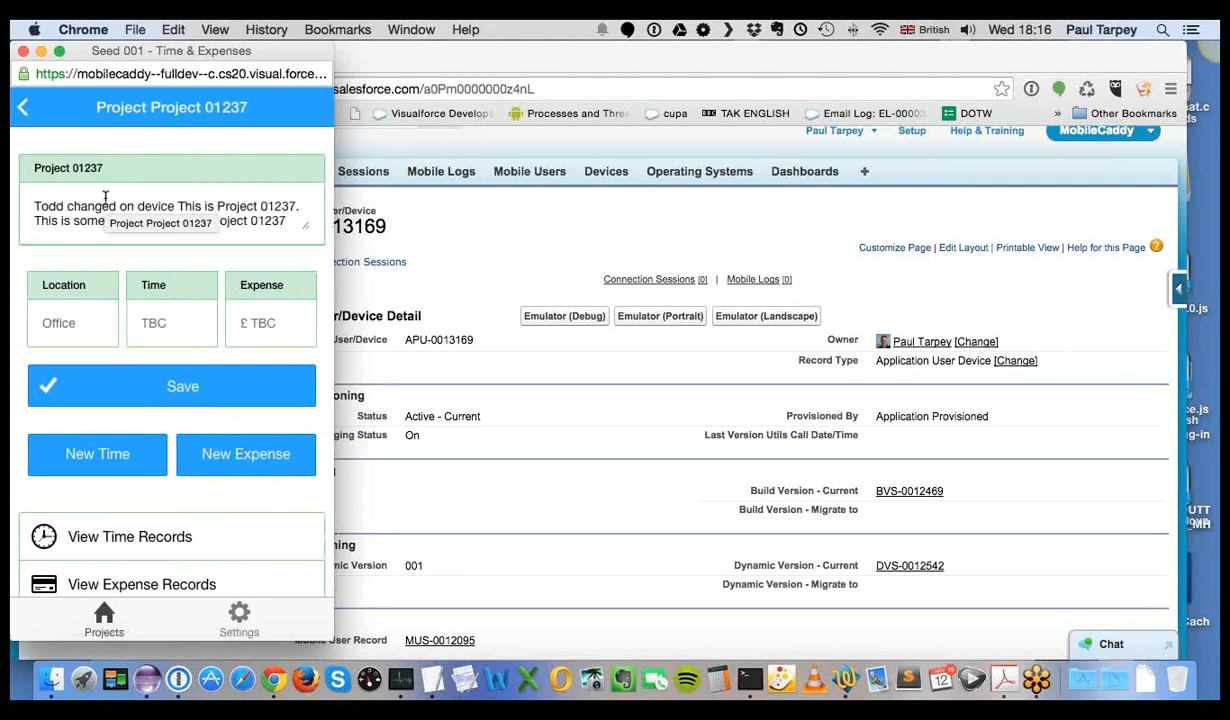 Chrome File Edit View History Bookmarks Window Help British Wed 18:16 Paul Tarpey
Seed 001 - Time & Expenses
https://mobilecaddy--fulldev--c.cs20.visual.force...
Project Project 01237
Project 01237
Todd changed on device This is Project 01237.
This is some oject 01237
Project Project 01237
Location Time Expense
Office TBC £ TBC
Save
New Time New Expense
View Time Records
View Expense Records
Projects Settings
salesforce.com/a0Pm0000000z4nL
Visualforce Develope Processes and Thre cupa TAK ENGLISH Email Log: EL-00003 DOTW » Other Bookmarks
Paul Tarpey Setup Help & Training MobileCaddy
Sessions Mobile Logs Mobile Users Devices Operating Systems Dashboards +
er/Device
13169
Customize Page | Edit Layout | Printable View | Help for this Page
ction Sessions
Connection Sessions [0] | Mobile Logs [0]
er/Device Detail Emulator (Debug) Emulator (Portrait) Emulator (Landscape)
User/Device APU-0013169 Owner Paul Tarpey [Change]
Record Type Application User Device [Change]
oning
Status Active - Current Provisioned By Application Provisioned
ging Status On Last Version Utils Call Date/Time
Build Version - Current BVS-0012469
Build Version - Migrate to
ning
mic Version 001 Dynamic Version - Current DVS-0012542
Dynamic Version - Migrate to
Mobile User Record MUS-0012095
Chat